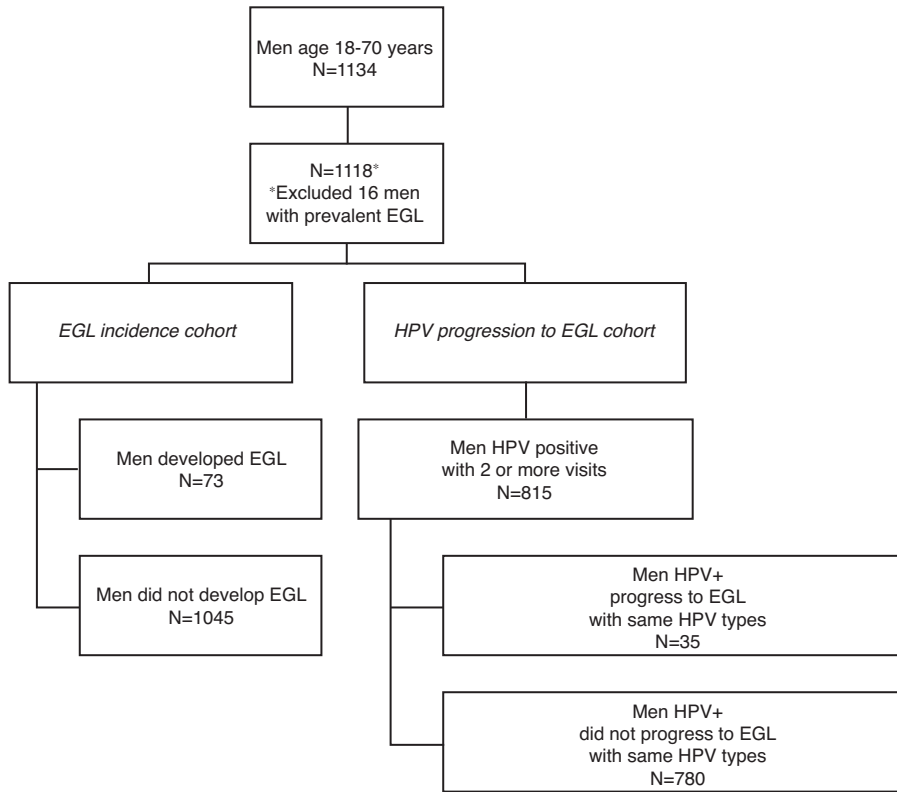 Men age 18-70 years
N=1134
N=1118*
*Excluded 16 men
with prevalent EGL
EGL incidence cohort
HPV progression to EGL cohort
Men developed EGL
N=73
Men HPV positive
with 2 or more visits
N=815
Men did not develop EGL
N=1045
Men HPV+
progress to EGL
with same HPV types
N=35
Men HPV+
did not progress to EGL
with same HPV types
N=780